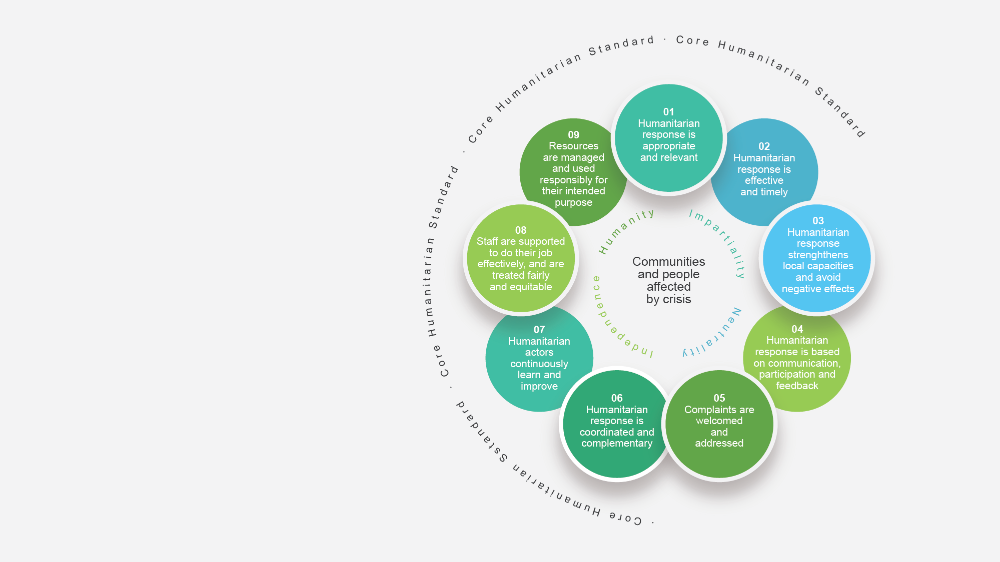 · Core Humanitarian Sstandard · Core Humanitarian Standard · Core Humanitarian Standard · Core Humanitarian Standard
01
Humanitarian
response is
appropriate
and relevant
02
Humanitarian
response is
effective
and timely
03
Humanitarian
response
strenghthens
local capacities
and avoid
negative effects
04
Humanitarian
response is based
on communication,
participation and
feedback
05
Complaints are
welcomed
and
addressed
06
Humanitarian
response is
coordinated and
complementary
07
Humanitarian
actors
continuously
learn and
improve
08
Staff are supported
to do their job
effectively, and are
treated fairly
and equitable
09
Resources
are managed
and used
responsibly for
their intended
purpose
Humanity
Impartiality
Neutrality
Independence
Communities
and people
affected
by crisis